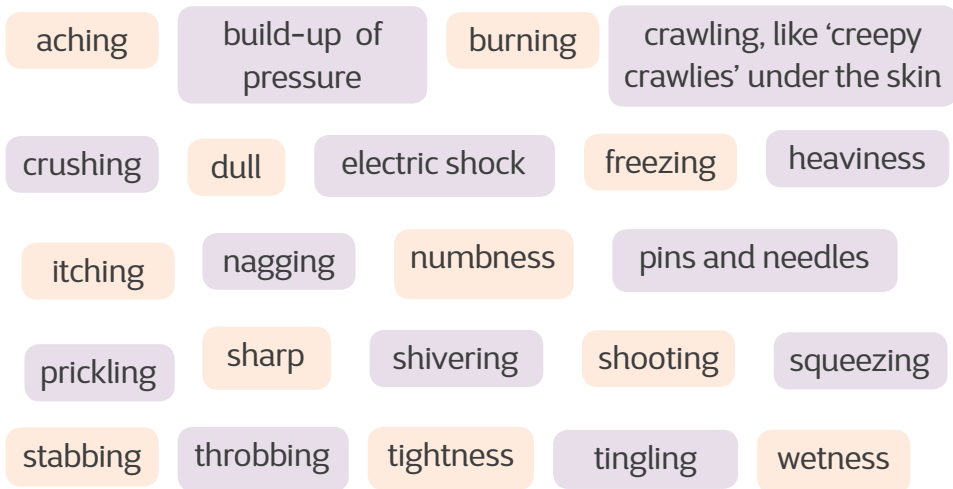 aching
build-up of
pressure
burning
crawling, like ‘creepy
crawlies’ under the skin
crushing
dull
electric shock
freezing
heaviness
itching
nagging
numbness
pins and needles
prickling
sharp
shivering
shooting
squeezing
stabbing
throbbing
tightness
tingling
wetness